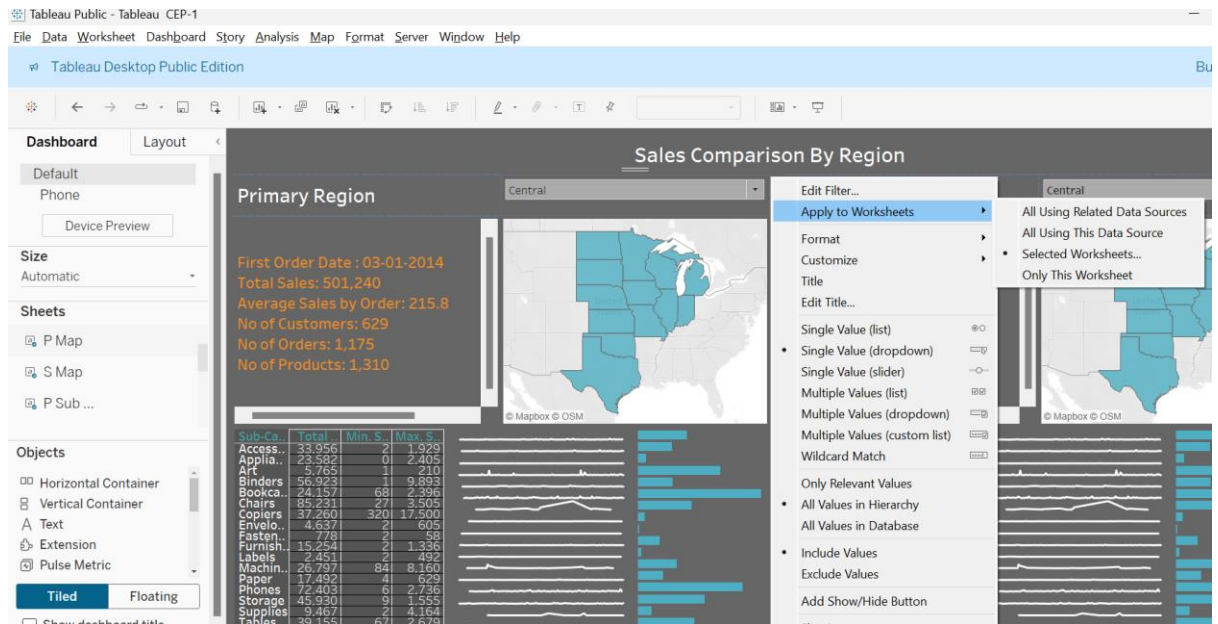 Tableau Public - Tableau CEP-1
File Data Worksheet Dashboard Story Analysis Map Format Server Window Help
Tableau Desktop Public Edition
Bu
Dashboard Layout
Default
Phone
Device Preview
Size
Automatic
Sheets
P Map
S Map
P Sub ...
Objects
Horizontal Container
Vertical Container
A Text
Extension
Pulse Metric
Tiled Floating
Show dashboard title
Sales Comparison By Region
Primary Region
Central
First Order Date : 03-01-2014
Total Sales: 501,240
Average Sales by Order: 215.8
No of Customers: 629
No of Orders: 1,175
No of Products: 1,310
© Mapbox © OSM
Sub-Ca.. Total .. Min. S.. Max. S..
Access.. 33,956 2 1,929
Applia.. 23,582 0 2,405
Art 5,765 1 210
Binders 56,923 1 9,893
Bookca.. 24,157 68 2,396
Chairs 85,231 27 3,505
Copiers 37,260 320 17,500
Envelo.. 4,637 2 605
Fasten.. 778 2 58
Furnish.. 15,254 2 1,336
Labels 2,451 2 492
Machin.. 26,797 84 8,160
Paper 17,492 4 629
Phones 72,403 6 2,736
Storage 45,930 9 1,555
Supplies 9,467 2 4,164
Tables 39,155 67 2,679
Edit Filter...
Apply to Worksheets
Format
Customize
Title
Edit Title...
Single Value (list)
Single Value (dropdown)
Single Value (slider)
Multiple Values (list)
Multiple Values (dropdown)
Multiple Values (custom list)
Wildcard Match
Only Relevant Values
All Values in Hierarchy
All Values in Database
Include Values
Exclude Values
Add Show/Hide Button
Central
All Using Related Data Sources
All Using This Data Source
Selected Worksheets...
Only This Worksheet
© Mapbox © OSM